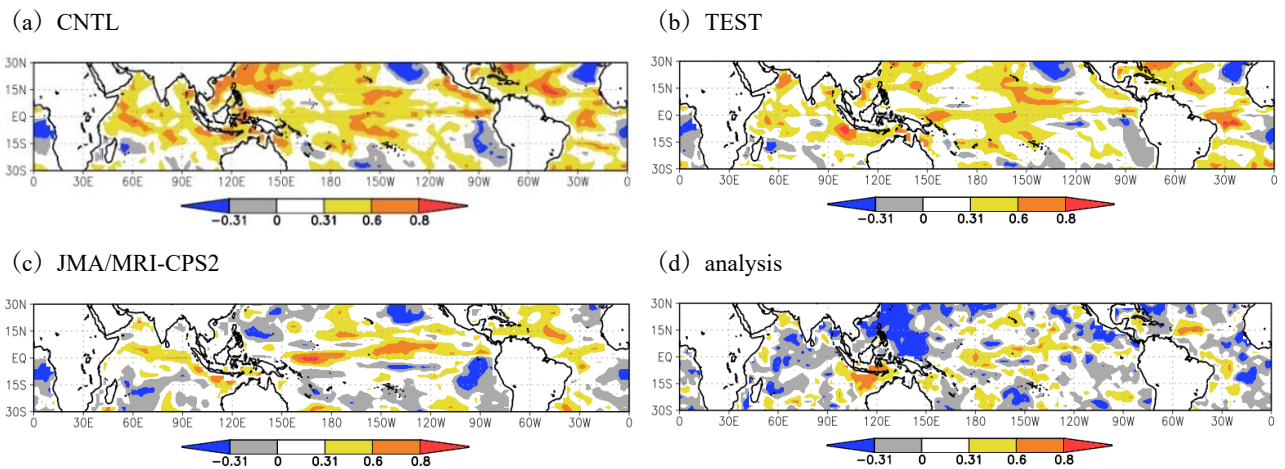 (a) CNTL
30N
15N
EQ
15S
30S
0 30E 60E 90E 120E 150E 180 150W 120W 90W 60W 30W 0
−0.31 0 0.31 0.6 0.8
(b) TEST
30N
15N
EQ
15S
30S
0 30E 60E 90E 120E 150E 180 150W 120W 90W 60W 30W 0
−0.31 0 0.31 0.6 0.8
(c) JMA/MRI-CPS2
30N
15N
EQ
15S
30S
0 30E 60E 90E 120E 150E 180 150W 120W 90W 60W 30W 0
−0.31 0 0.31 0.6 0.8
(d) analysis
30N
15N
EQ
15S
30S
0 30E 60E 90E 120E 150E 180 150W 120W 90W 60W 30W 0
−0.31 0 0.31 0.6 0.8